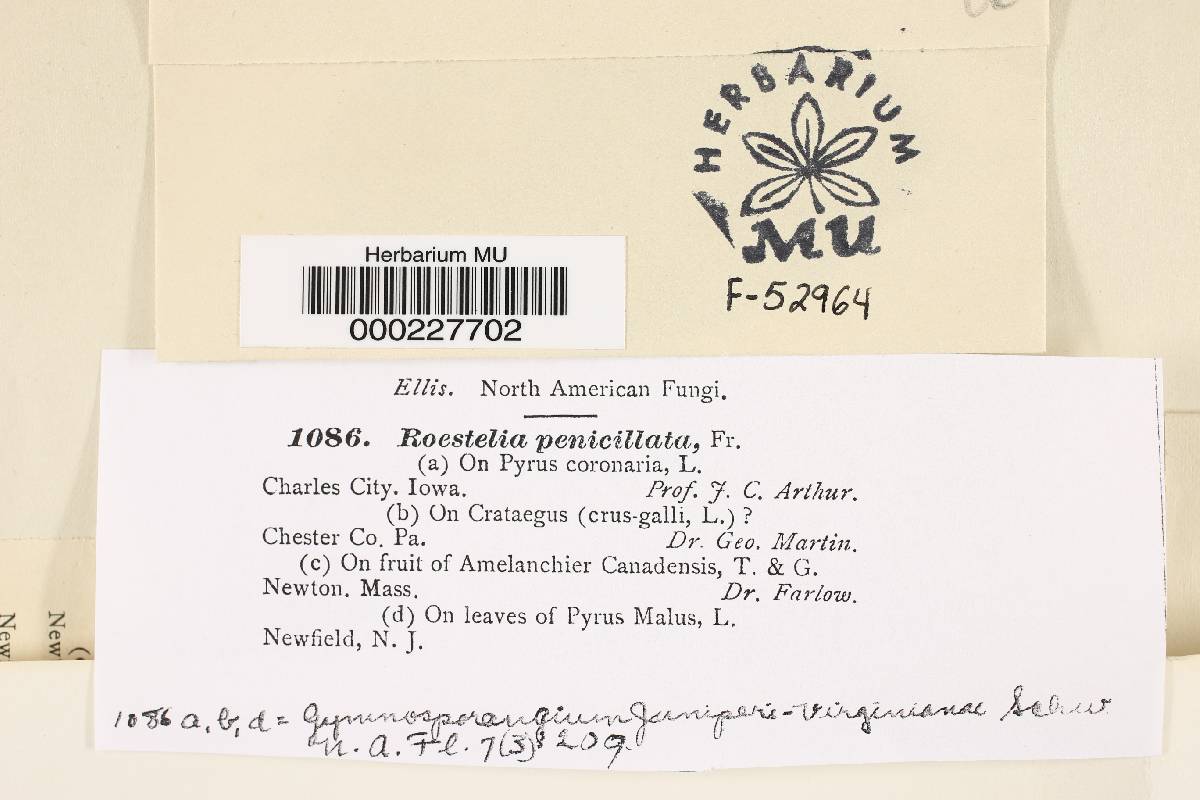 HERBARIUM
MU
F-52964
Herbarium MU
000227702
Ellis. North American Fungi.
1086. Roestelia penicillata, Fr.
(a) On Pyrus coronaria, L.
Charles City. Iowa. Prof. J. C. Arthur.
(b) On Crataegus (crus-galli, L.) ?
Chester Co. Pa. Dr. Geo. Martin.
(c) On fruit of Amelanchier Canadensis, T. & G.
Newton. Mass. Dr. Farlow.
(d) On leaves of Pyrus Malus, L.
Newfield, N. J.
1086 a, b, d = Gymnosporangium Juniperi-Virginianae Schw
N. A. Fl. 7(3) 209
New
New